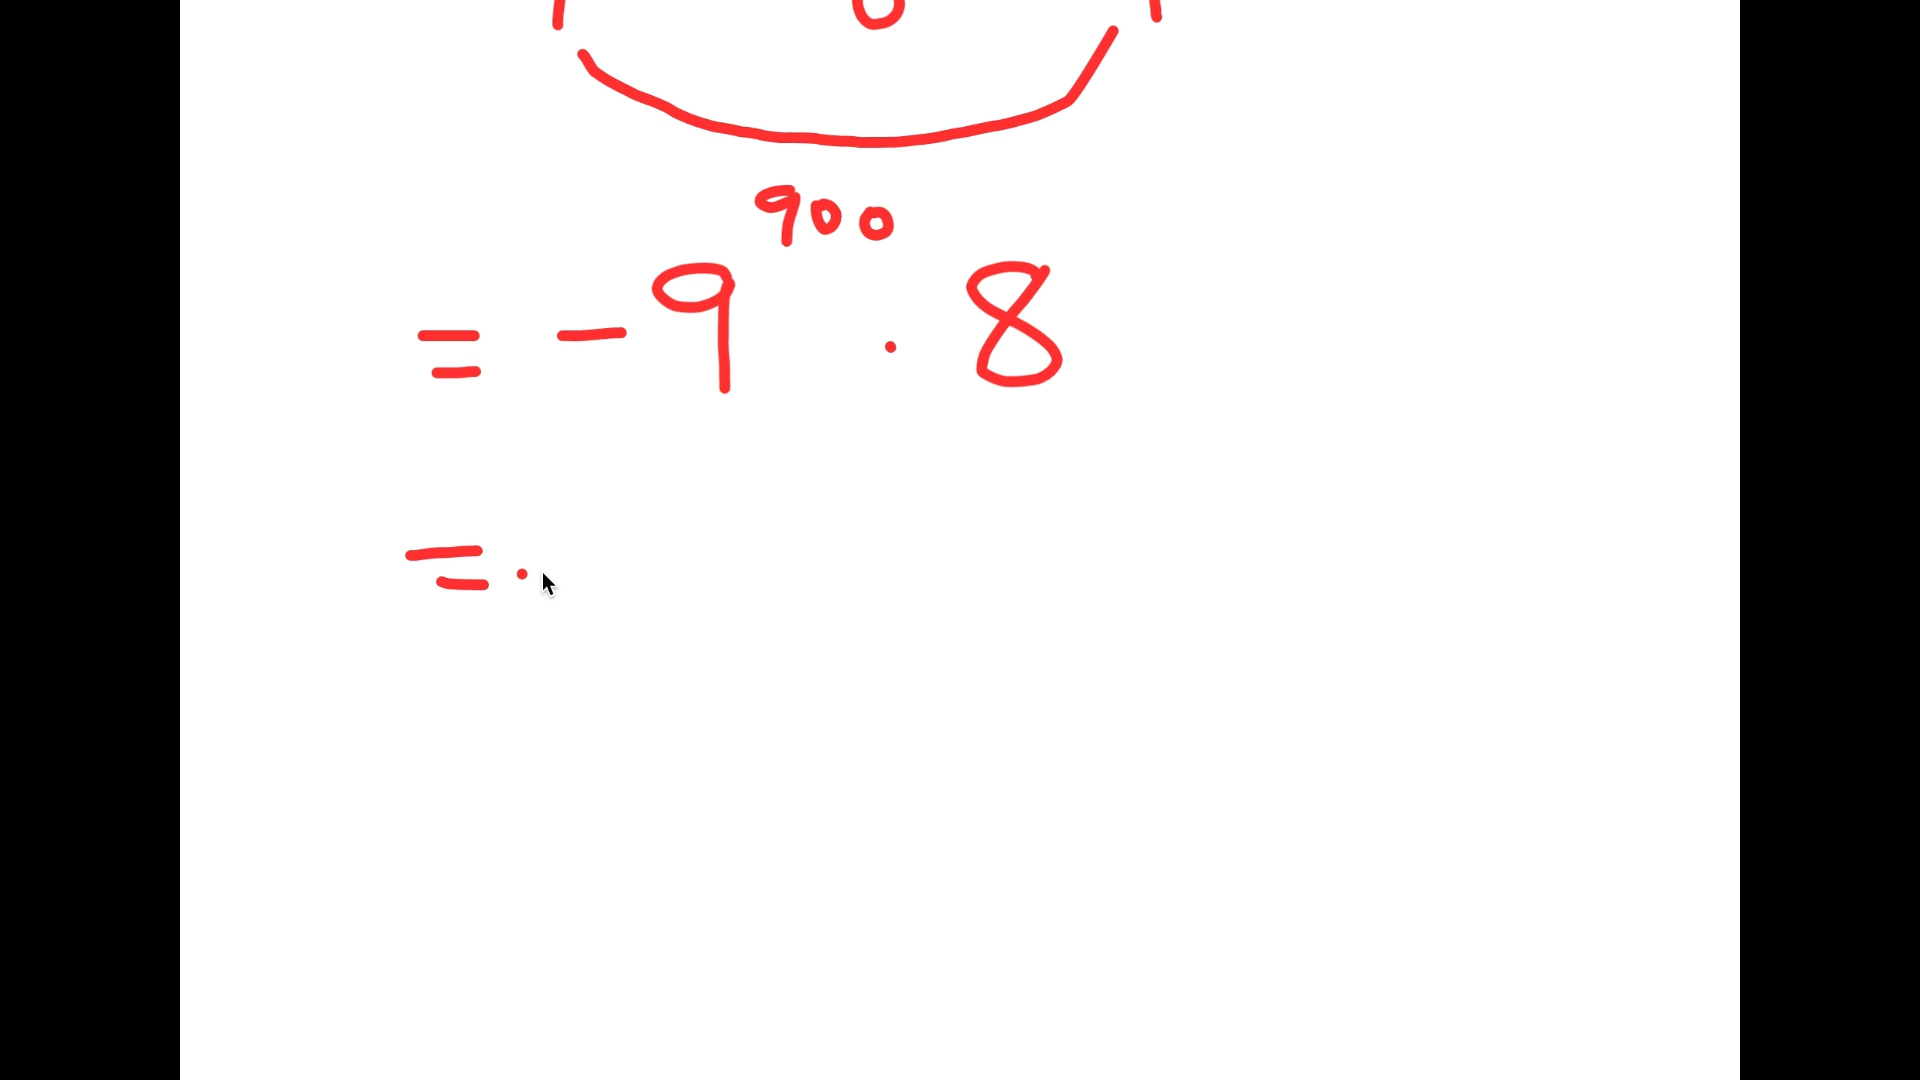 = - 9^900 · 8
= ·